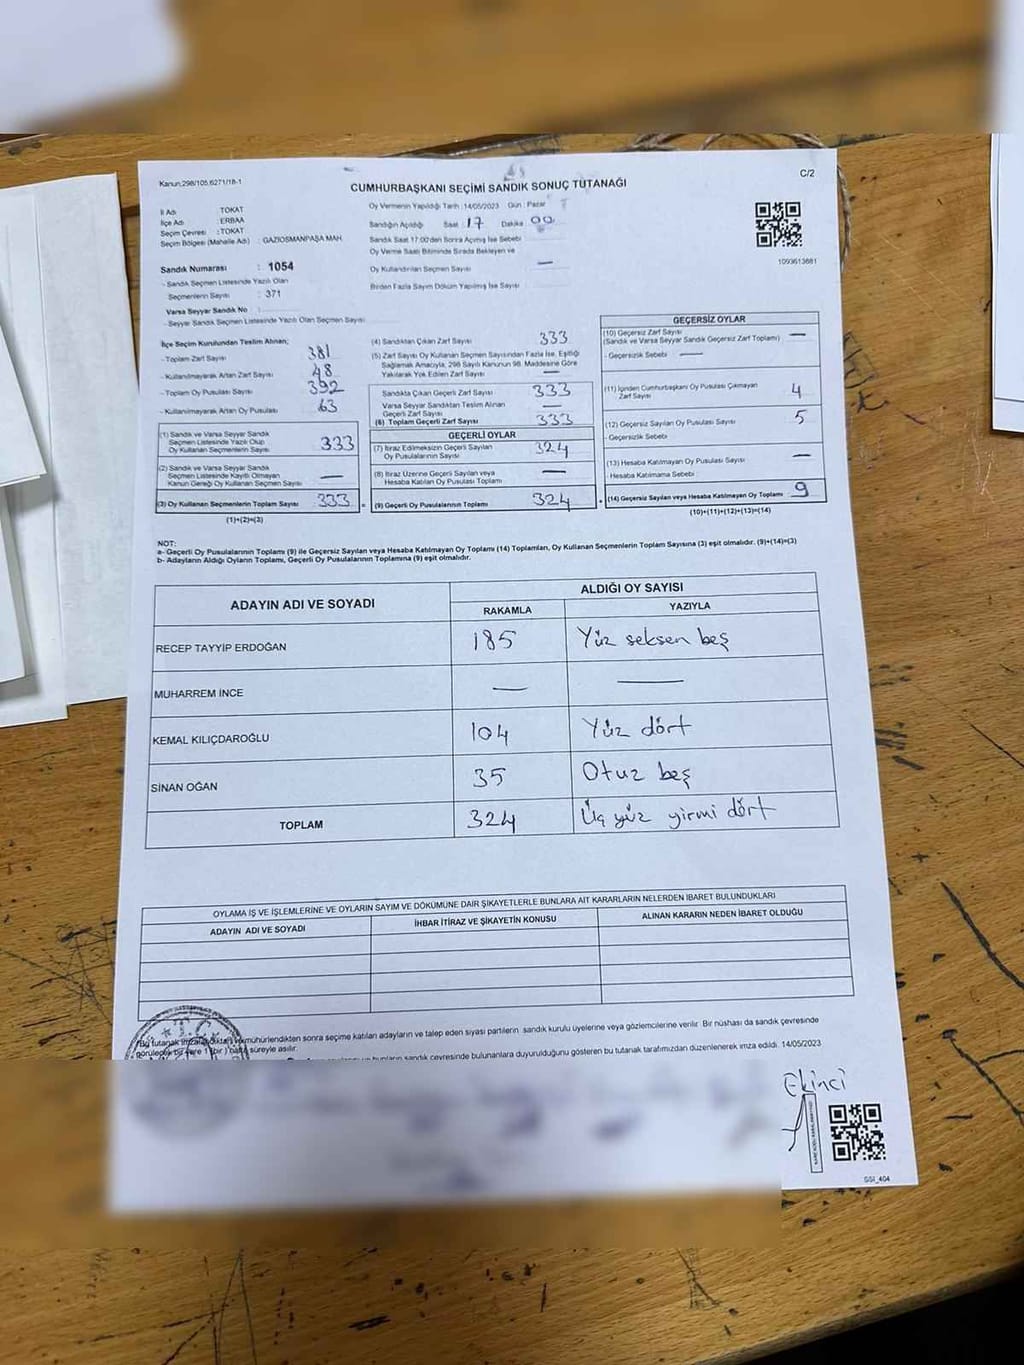 Kanun:298/105,6271/18-1
CUMHURBAŞKANI SEÇİMİ SANDIK SONUÇ TUTANAĞI
C/2
İl Adı : TOKAT
İlçe Adı : ERBAA
Seçim Çevresi : TOKAT
Seçim Bölgesi (Mahalle Adı) : GAZİOSMANPAŞA MAH.
Sandık Numarası : 1054
- Sandık Seçmen Listesinde Yazılı Olan
Seçmenlerin Sayısı : 371
Varsa Seyyar Sandık No :
- Seyyar Sandık Seçmen Listesinde Yazılı Olan Seçmen Sayısı
Oy Vermenin Yapıldığı Tarih : 14/05/2023 Gün : Pazar
Sandığın Açıldığı Saat : 17 Dakika 00
Sandık Saat 17:00'den Sonra Açılmış İse Sebebi
Oy Verme Saati Bitiminde Sırada Bekleyen ve
Oy Kullandırılan Seçmen Sayısı —
Birden Fazla Sayım Döküm Yapılmış İse Sayısı
1093613681
İlçe Seçim Kurulundan Teslim Alınan;
- Toplam Zarf Sayısı 381
- Kullanılmayarak Artan Zarf Sayısı 48
- Toplam Oy Pusulası Sayısı 392
- Kullanılmayarak Artan Oy Pusulası 63
(1) Sandık ve Varsa Seyyar Sandık
Seçmen Listesinde Yazılı Olup
Oy Kullanan Seçmenlerin Sayısı 333
(2) Sandık ve Varsa Seyyar Sandık
Seçmen Listesinde Kayıtlı Olmayan
Kanun Gereği Oy Kullanan Seçmen Sayısı —
(3) Oy Kullanan Seçmenlerin Toplam Sayısı 333
(1)+(2)=(3)
(4) Sandıktan Çıkan Zarf Sayısı 333
(5) Zarf Sayısı Oy Kullanan Seçmen Sayısından Fazla İse, Eşitliği
Sağlamak Amacıyla, 298 Sayılı Kanunun 98. Maddesine Göre
Yakılarak Yok Edilen Zarf Sayısı —
Sandıkta Çıkan Geçerli Zarf Sayısı 333
Varsa Seyyar Sandıktan Teslim Alınan
Geçerli Zarf Sayısı —
(6) Toplam Geçerli Zarf Sayısı 333
GEÇERLİ OYLAR
(7) İtiraz Edilmeksizin Geçerli Sayılan
Oy Pusulalarının Sayısı 324
(8) İtiraz Üzerine Geçerli Sayılan veya
Hesaba Katılan Oy Pusulası Toplamı —
(9) Geçerli Oy Pusulalarının Toplamı 324
GEÇERSİZ OYLAR
(10) Geçersiz Zarf Sayısı
(Sandık ve Varsa Seyyar Sandık Geçersiz Zarf Toplamı) —
- Geçersizlik Sebebi —
(11) İçinden Cumhurbaşkanı Oy Pusulası Çıkmayan
Zarf Sayısı 4
(12) Geçersiz Sayılan Oy Pusulası Sayısı 5
- Geçersizlik Sebebi
(13) Hesaba Katılmayan Oy Pusulası Sayısı —
Hesaba Katılmama Sebebi
(14) Geçersiz Sayılan veya Hesaba Katılmayan Oy Toplamı 9
(10)+(11)+(12)+(13)=(14)
NOT:
a- Geçerli Oy Pusulalarının Toplamı (9) ile Geçersiz Sayılan veya Hesaba Katılmayan Oy Toplamı (14) Toplamları, Oy Kullanan Seçmenlerin Toplam Sayısına (3) eşit olmalıdır. (9)+(14)=(3)
b- Adayların Aldığı Oyların Toplamı, Geçerli Oy Pusulalarının Toplamına (9) eşit olmalıdır.
ADAYIN ADI VE SOYADI
ALDIĞI OY SAYISI
RAKAMLA YAZIYLA
RECEP TAYYİP ERDOĞAN 185 Yüz seksen beş
MUHARREM İNCE — —
KEMAL KILIÇDAROĞLU 104 Yüz dört
SİNAN OĞAN 35 Otuz beş
TOPLAM 324 Üç yüz yirmi dört
OYLAMA İŞ VE İŞLEMLERİNE VE OYLARIN SAYIM VE DÖKÜMÜNE DAİR ŞİKAYETLERLE BUNLARA AİT KARARLARIN NELERDEN İBARET BULUNDUKLARI
ADAYIN ADI VE SOYADI İHBAR İTİRAZ VE ŞİKAYETİN KONUSU ALINAN KARARIN NEDEN İBARET OLDUĞU
T.C.
Bu tutanak mühürlendikten sonra seçime katılan adayların ve talep eden siyasi partilerin sandık kurulu üyelerine veya gözlemcilerine verilir. Bir nüshası da sandık çevresinde
görülecek bir yere 1 (bir) hafta süreyle asılır.
bunların sandık çevresinde bulunanlara duyurulduğunu gösteren bu tutanak tarafımızdan düzenlenerek imza edildi. 14/05/2023
Ekinci
GSI_404